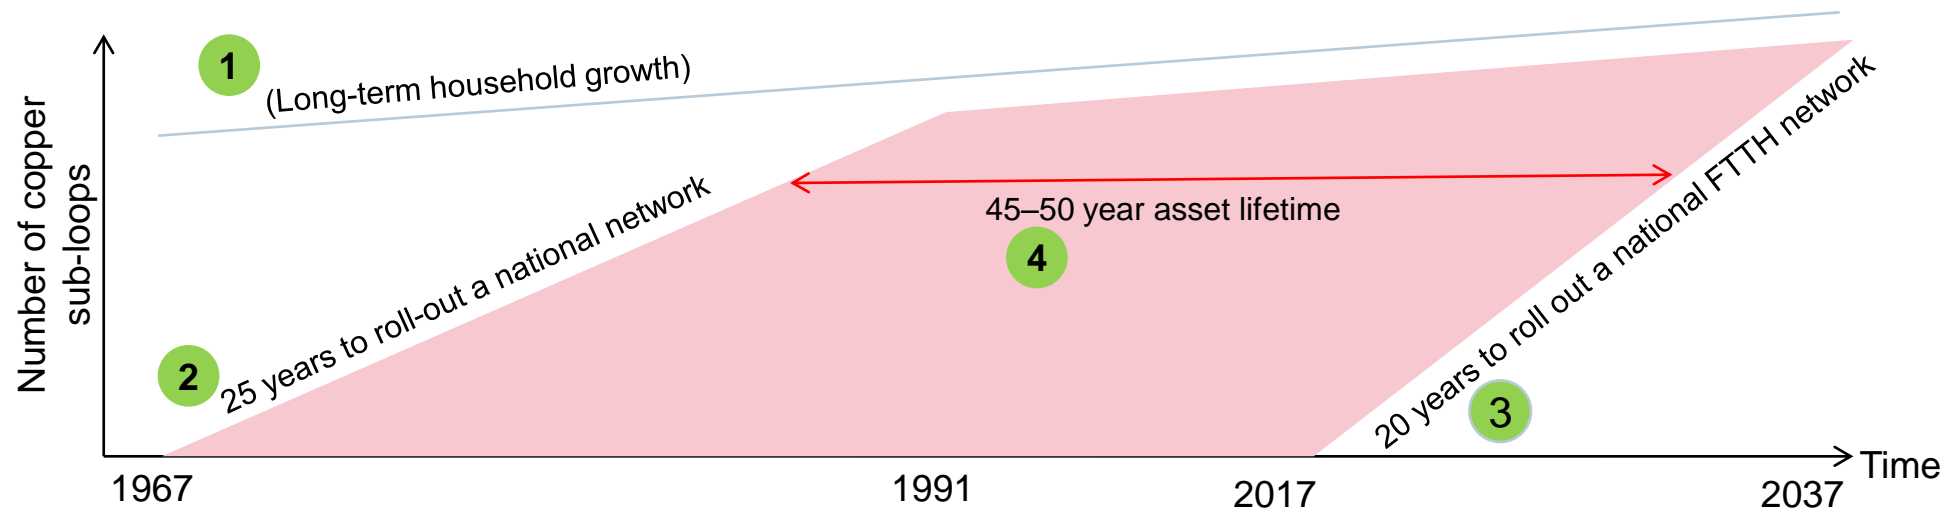 1
(Long-term household growth)
Number of copper
sub-loops
25 years to roll-out a national network
2
45–50 year asset lifetime
4
20 years to roll out a national FTTH network
3
Time
1967
1991
2017
2037